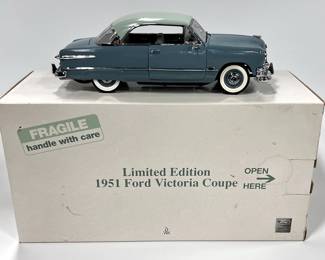 FRAGILE
handle with care
Limited Edition
1951 Ford Victoria Coupe
OPEN
HERE